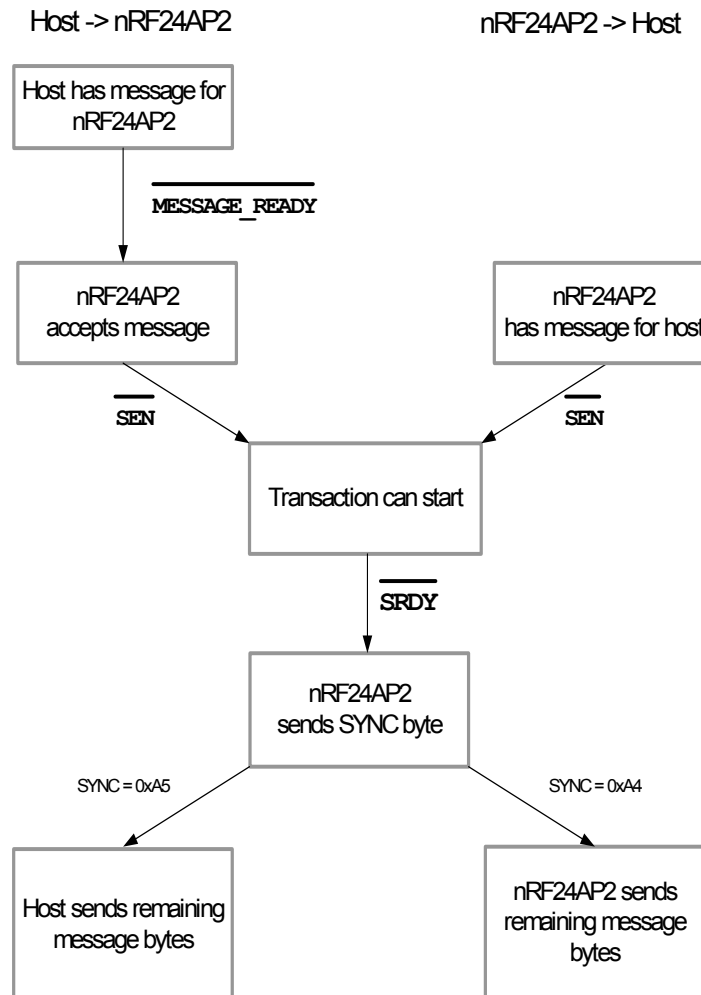 Host -> nRF24AP2
nRF24AP2 -> Host
Host has message for
nRF24AP2
MESSAGE_READY
nRF24AP2
accepts message
nRF24AP2
has message for host
SEN
SEN
Transaction can start
SRDY
nRF24AP2
sends SYNC byte
SYNC = 0xA5
SYNC = 0xA4
Host sends remaining
message bytes
nRF24AP2 sends
remaining message
bytes